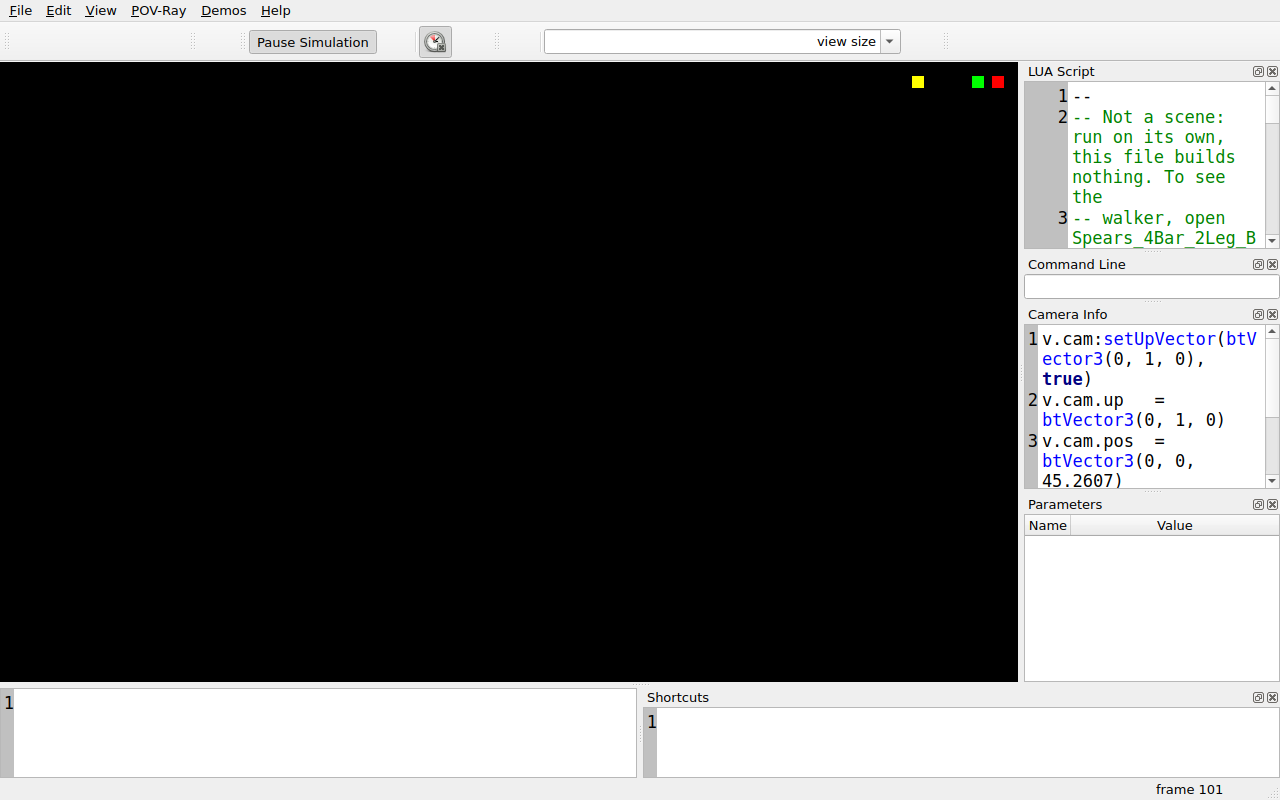 File Edit View POV-Ray Demos Help
Pause Simulation
view size
LUA Script
1 --
2 -- Not a scene:
run on its own,
this file builds
nothing. To see
the
3 -- walker, open
Spears_4Bar_2Leg_B
Command Line
Camera Info
1 v.cam:setUpVector(btV
ector3(0, 1, 0),
true)
2 v.cam.up   =
btVector3(0, 1, 0)
3 v.cam.pos  =
btVector3(0, 0,
45.2607)
Parameters
Name Value
1
Shortcuts
1
frame 101